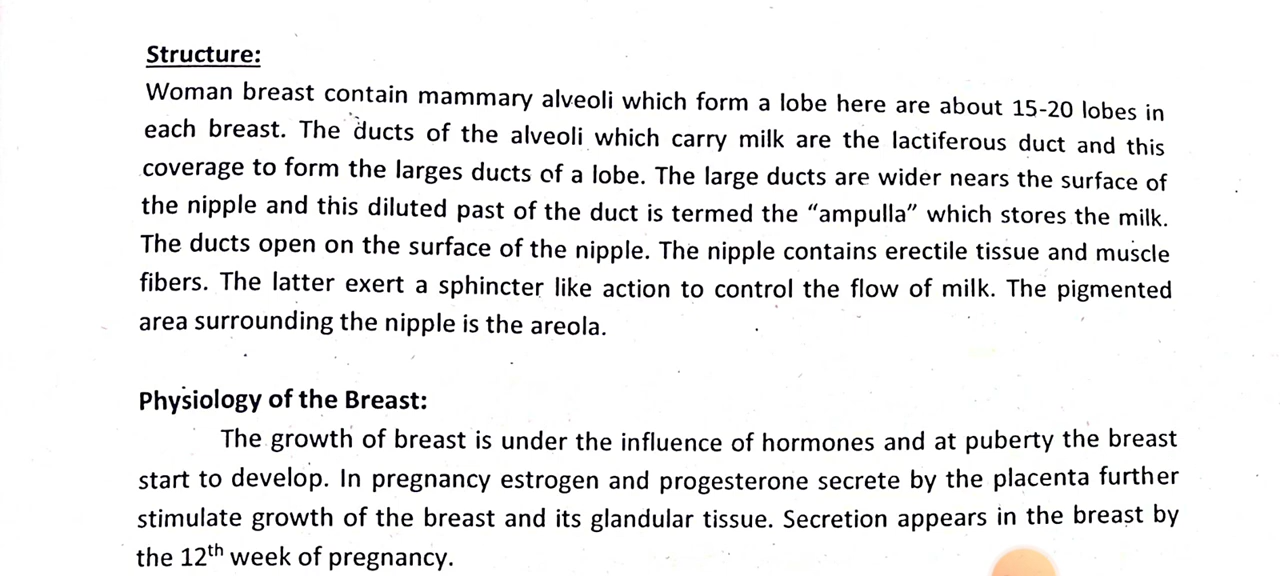 Structure:
Woman breast contain mammary alveoli which form a lobe here are about 15-20 lobes in
each breast. The ducts of the alveoli which carry milk are the lactiferous duct and this
coverage to form the larges ducts of a lobe. The large ducts are wider nears the surface of
the nipple and this diluted past of the duct is termed the “ampulla” which stores the milk.
The ducts open on the surface of the nipple. The nipple contains erectile tissue and muscle
fibers. The latter exert a sphincter like action to control the flow of milk. The pigmented
area surrounding the nipple is the areola.
Physiology of the Breast:
The growth of breast is under the influence of hormones and at puberty the breast
start to develop. In pregnancy estrogen and progesterone secrete by the placenta further
stimulate growth of the breast and its glandular tissue. Secretion appears in the breast by
the 12th week of pregnancy.